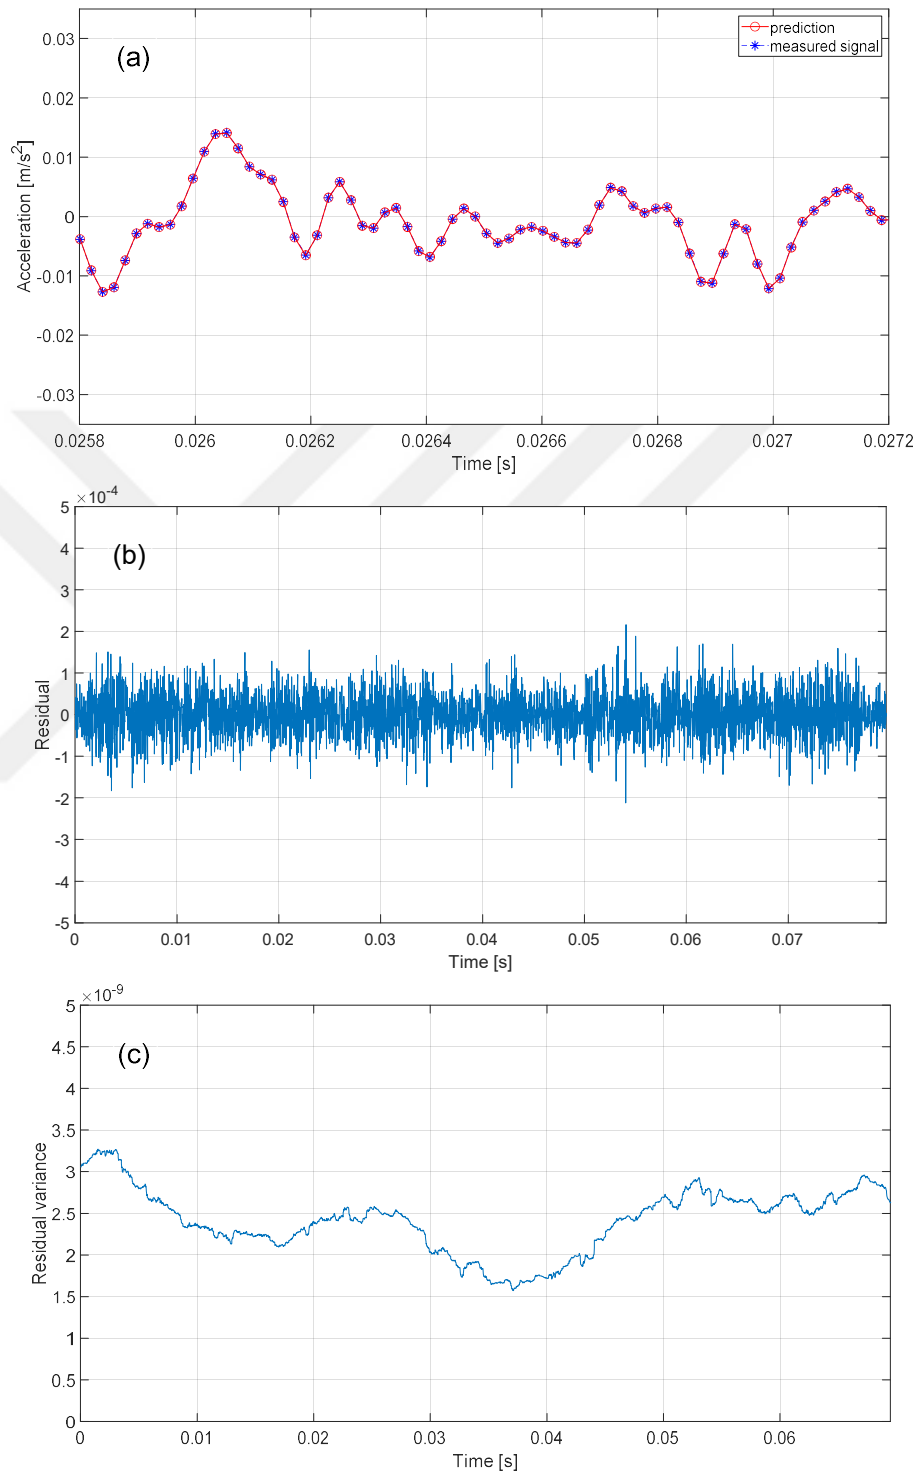 (a)
prediction
measured signal
0.03
0.02
0.01
0
-0.01
-0.02
-0.03
Acceleration [m/s²]
0.0258 0.026 0.0262 0.0264 0.0266 0.0268 0.027 0.0272
Time [s]
×10⁻⁴
(b)
5
4
3
2
1
0
-1
-2
-3
-4
-5
Residual
0 0.01 0.02 0.03 0.04 0.05 0.06 0.07
Time [s]
×10⁻⁹
(c)
5
4.5
4
3.5
3
2.5
2
1.5
1
0.5
0
Residual variance
0 0.01 0.02 0.03 0.04 0.05 0.06
Time [s]